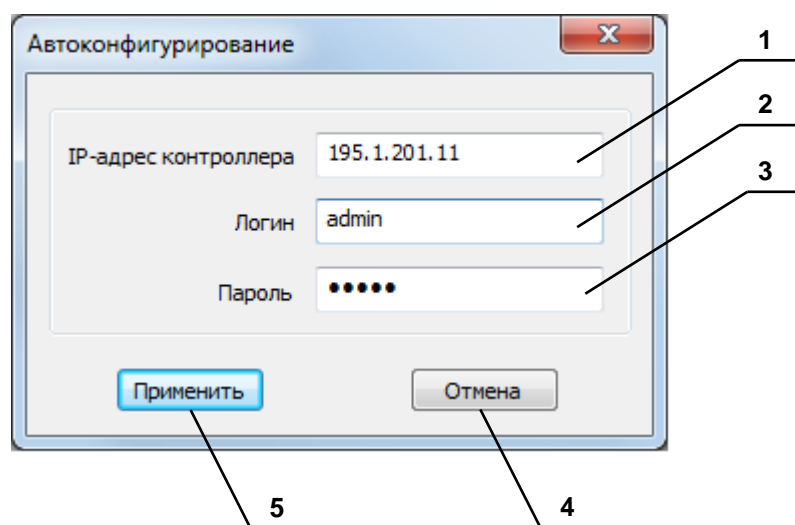 Автоконфигурирование
1
2
IP-адрес контроллера 195.1.201.11
3
Логин admin
Пароль •••••
Применить Отмена
5 4